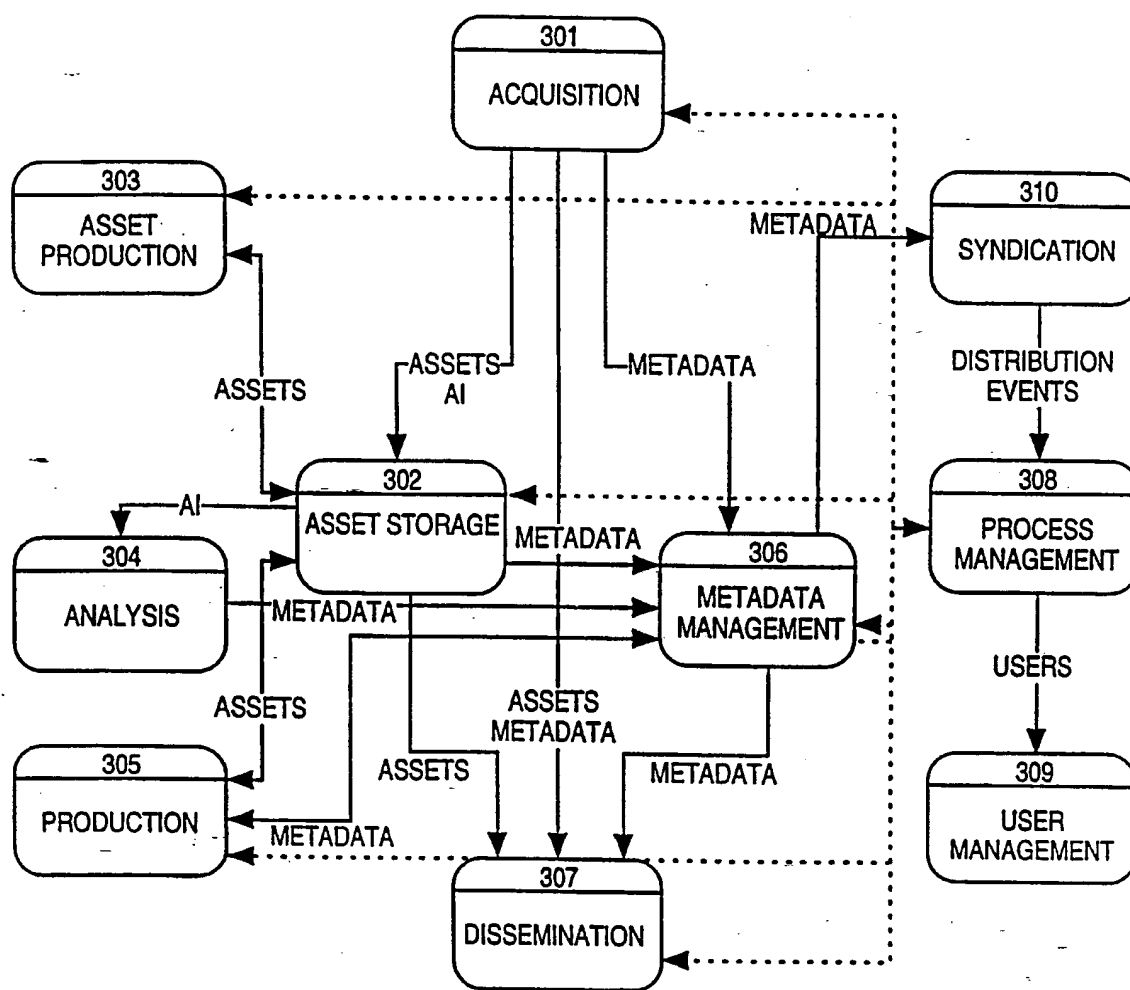 301
ACQUISITION
303
ASSET
PRODUCTION
310
SYNDICATION
METADATA
ASSETS
AI
METADATA
DISTRIBUTION
EVENTS
ASSETS
302
ASSET STORAGE
308
PROCESS
MANAGEMENT
AI
METADATA
304
ANALYSIS
306
METADATA
MANAGEMENT
METADATA
USERS
ASSETS
ASSETS
METADATA
ASSETS
METADATA
305
PRODUCTION
309
USER
MANAGEMENT
METADATA
307
DISSEMINATION